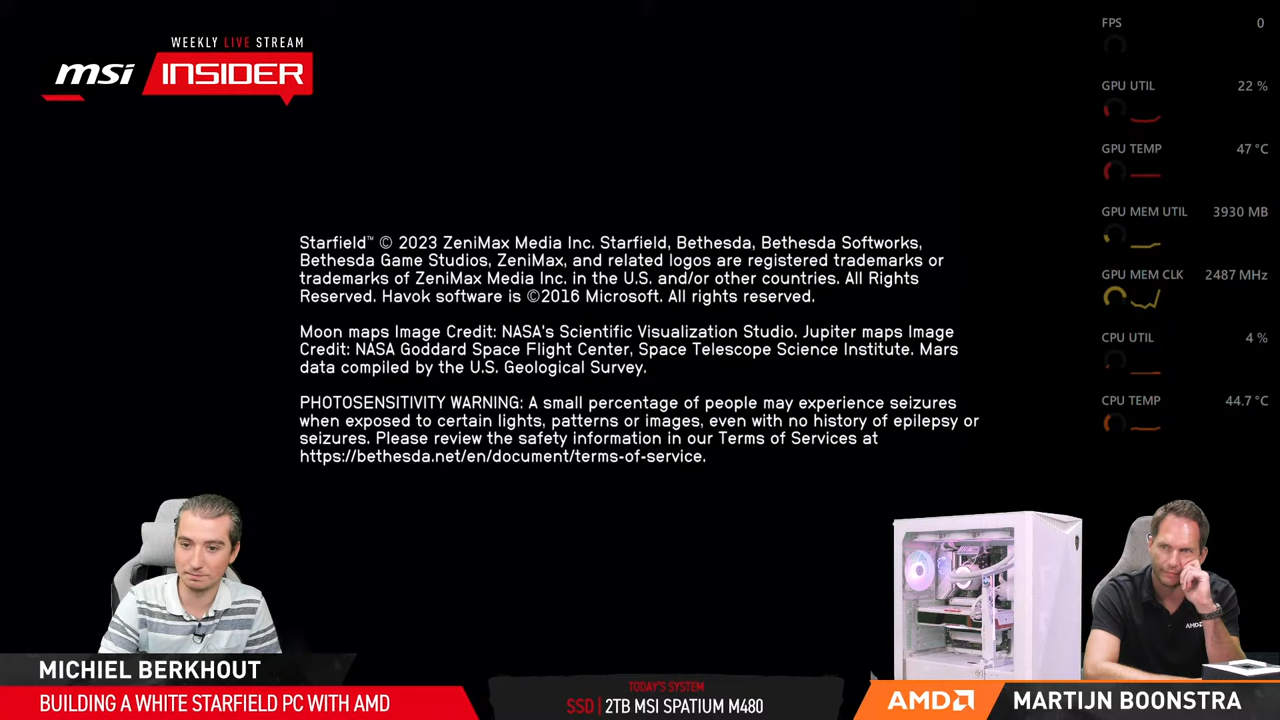 WEEKLY LIVE STREAM
msi INSIDER
FPS 0
GPU UTIL 22 %
GPU TEMP 47 °C
GPU MEM UTIL 3930 MB
GPU MEM CLK 2487 MHz
CPU UTIL 4 %
CPU TEMP 44.7 °C
Starfield™ © 2023 ZeniMax Media Inc. Starfield, Bethesda, Bethesda Softworks,
Bethesda Game Studios, ZeniMax, and related logos are registered trademarks or
trademarks of ZeniMax Media Inc. in the U.S. and/or other countries. All Rights
Reserved. Havok software is ©2016 Microsoft. All rights reserved.
Moon maps Image Credit: NASA's Scientific Visualization Studio. Jupiter maps Image
Credit: NASA Goddard Space Flight Center, Space Telescope Science Institute. Mars
data compiled by the U.S. Geological Survey.
PHOTOSENSITIVITY WARNING: A small percentage of people may experience seizures
when exposed to certain lights, patterns or images, even with no history of epilepsy or
seizures. Please review the safety information in our Terms of Services at
https://bethesda.net/en/document/terms-of-service.
AMD
MICHIEL BERKHOUT
BUILDING A WHITE STARFIELD PC WITH AMD
TODAY'S SYSTEM
SSD | 2TB MSI SPATIUM M480
AMD MARTIJN BOONSTRA